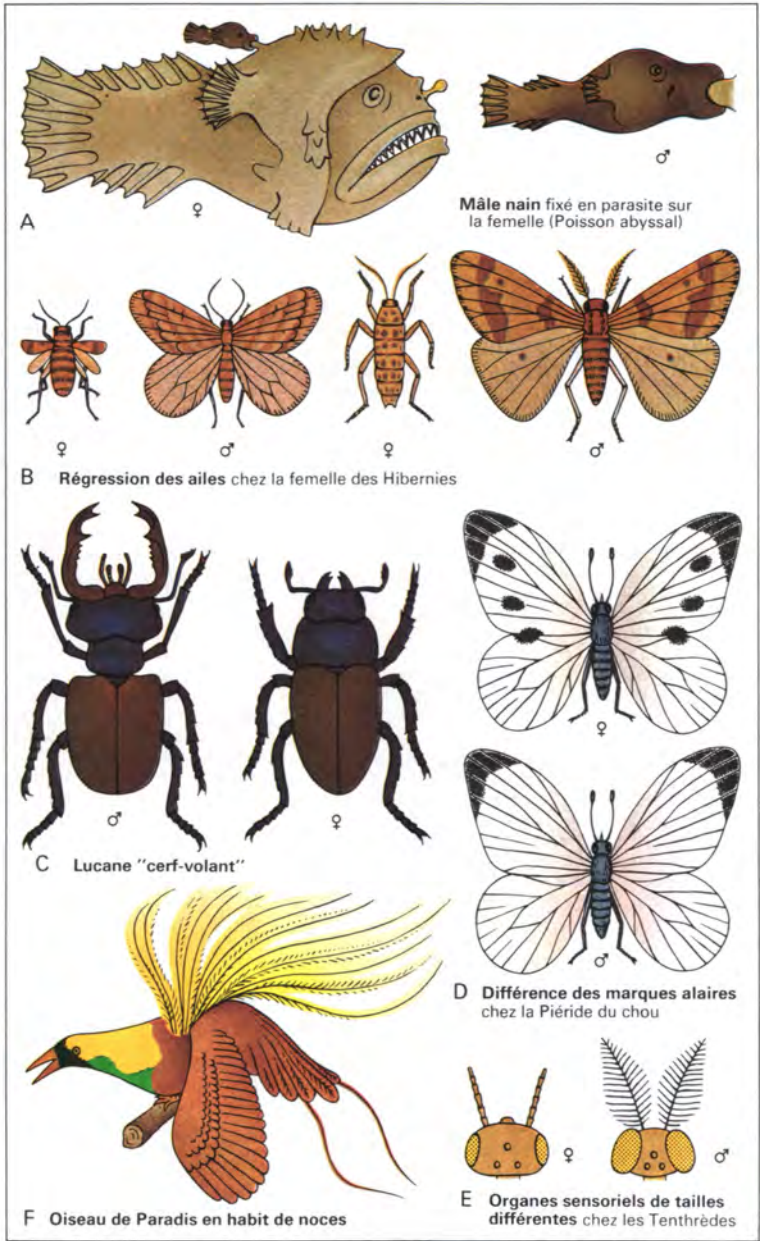 ♀
♂
A
Mâle nain fixé en parasite sur
la femelle (Poisson abyssal)
♀
♂
♀
♂
B Régression des ailes chez la femelle des Hibernies
♂
♀
C Lucane "cerf-volant"
♀
♂
D Différence des marques alaires
chez la Piéride du chou
♀
♂
E Organes sensoriels de tailles
différentes chez les Tenthrèdes
F Oiseau de Paradis en habit de noces